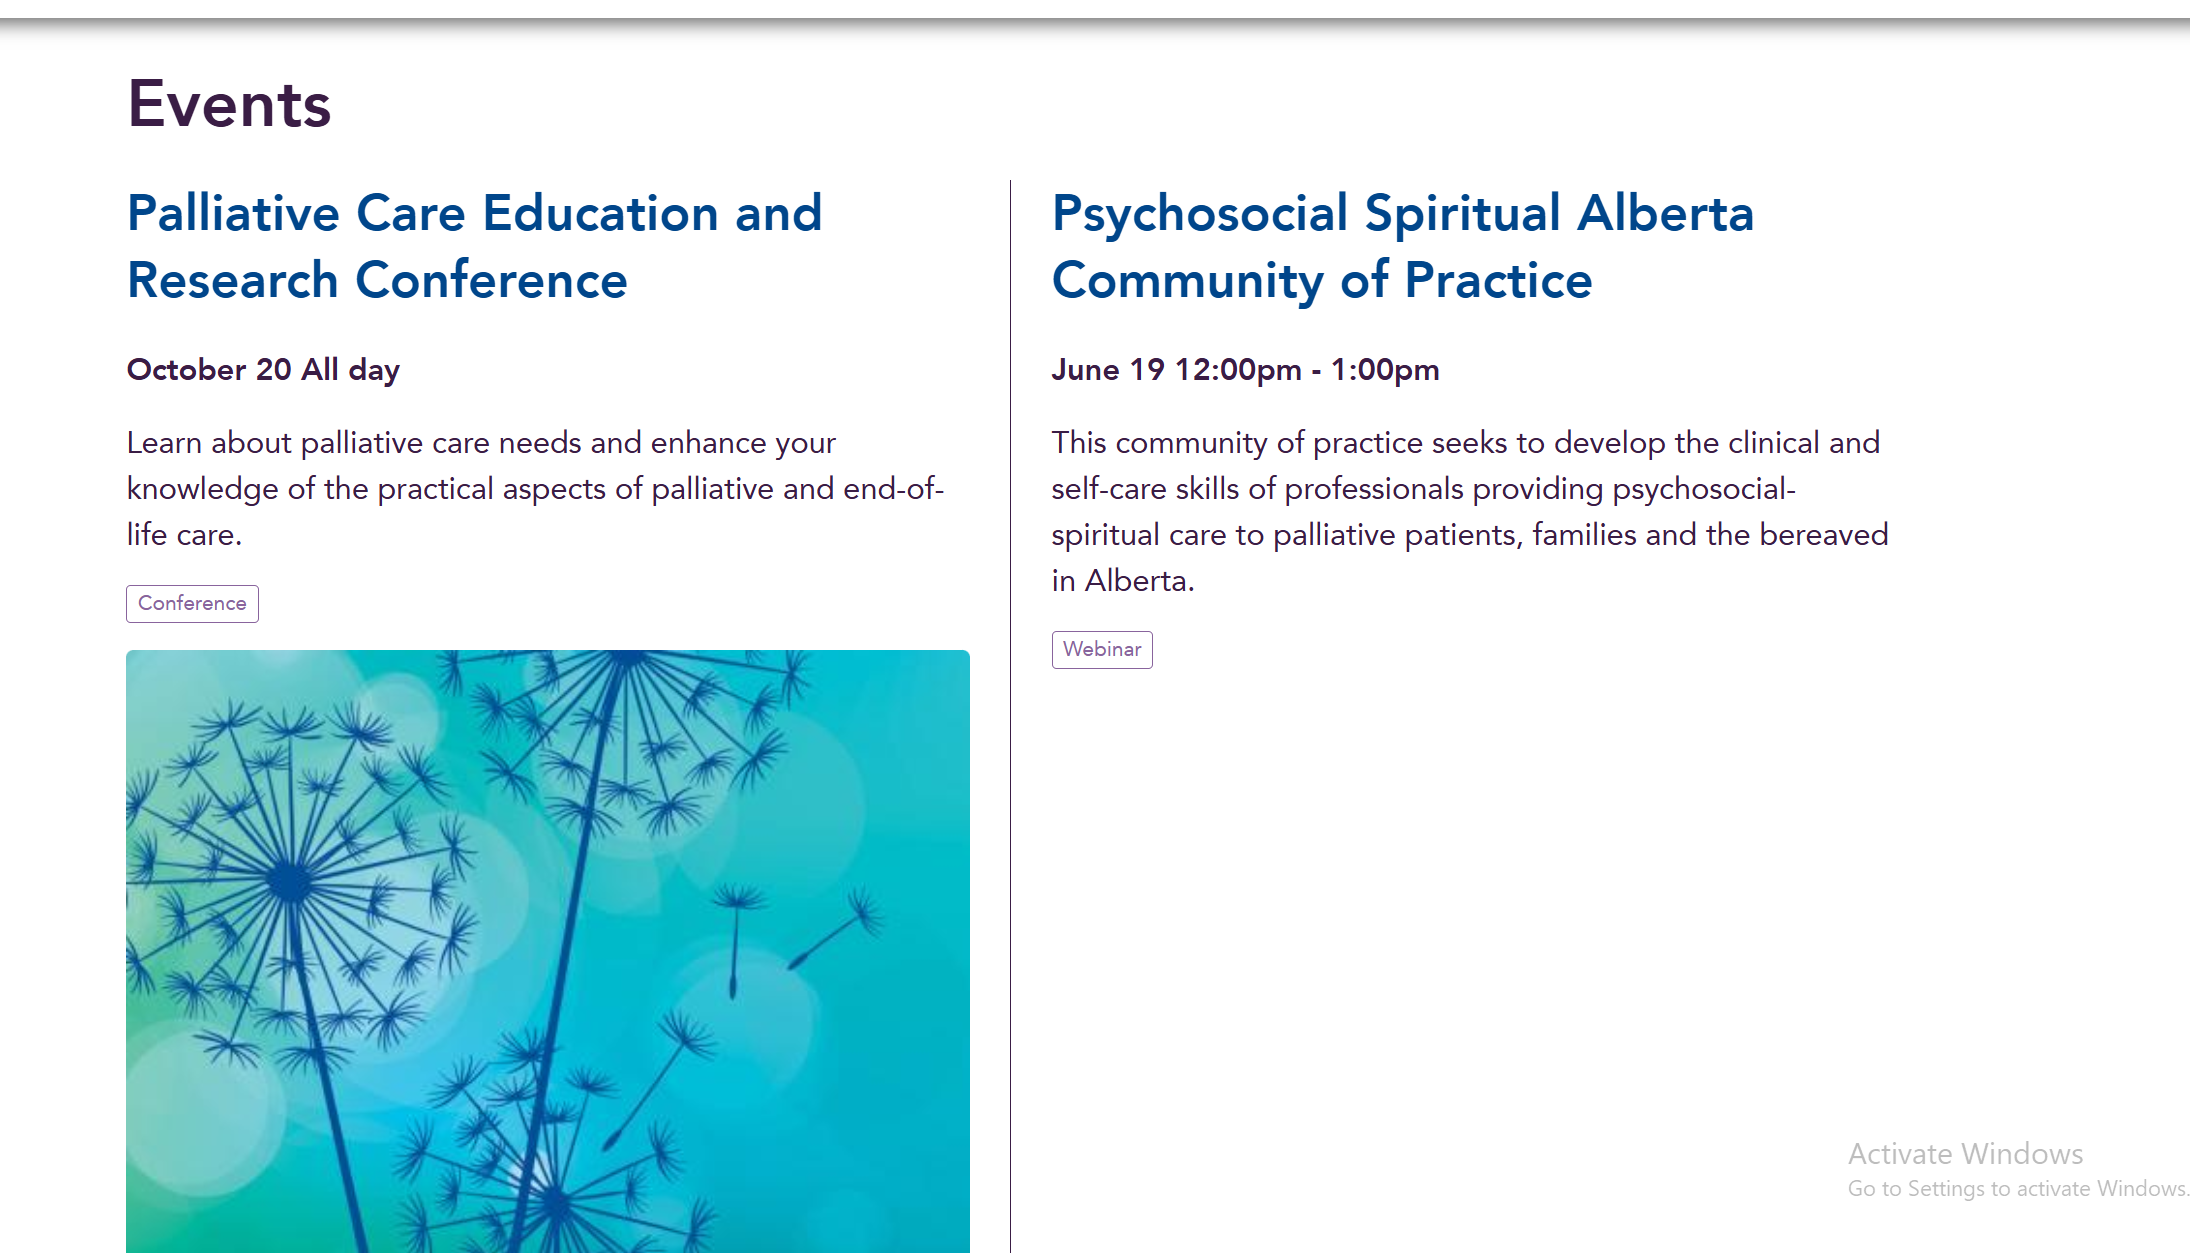 Events
Palliative Care Education and
Research Conference
October 20 All day
Learn about palliative care needs and enhance your
knowledge of the practical aspects of palliative and end-of-
life care.
Conference
Psychosocial Spiritual Alberta
Community of Practice
June 19 12:00pm - 1:00pm
This community of practice seeks to develop the clinical and
self-care skills of professionals providing psychosocial-
spiritual care to palliative patients, families and the bereaved
in Alberta.
Webinar
Activate Windows
Go to Settings to activate Windows.